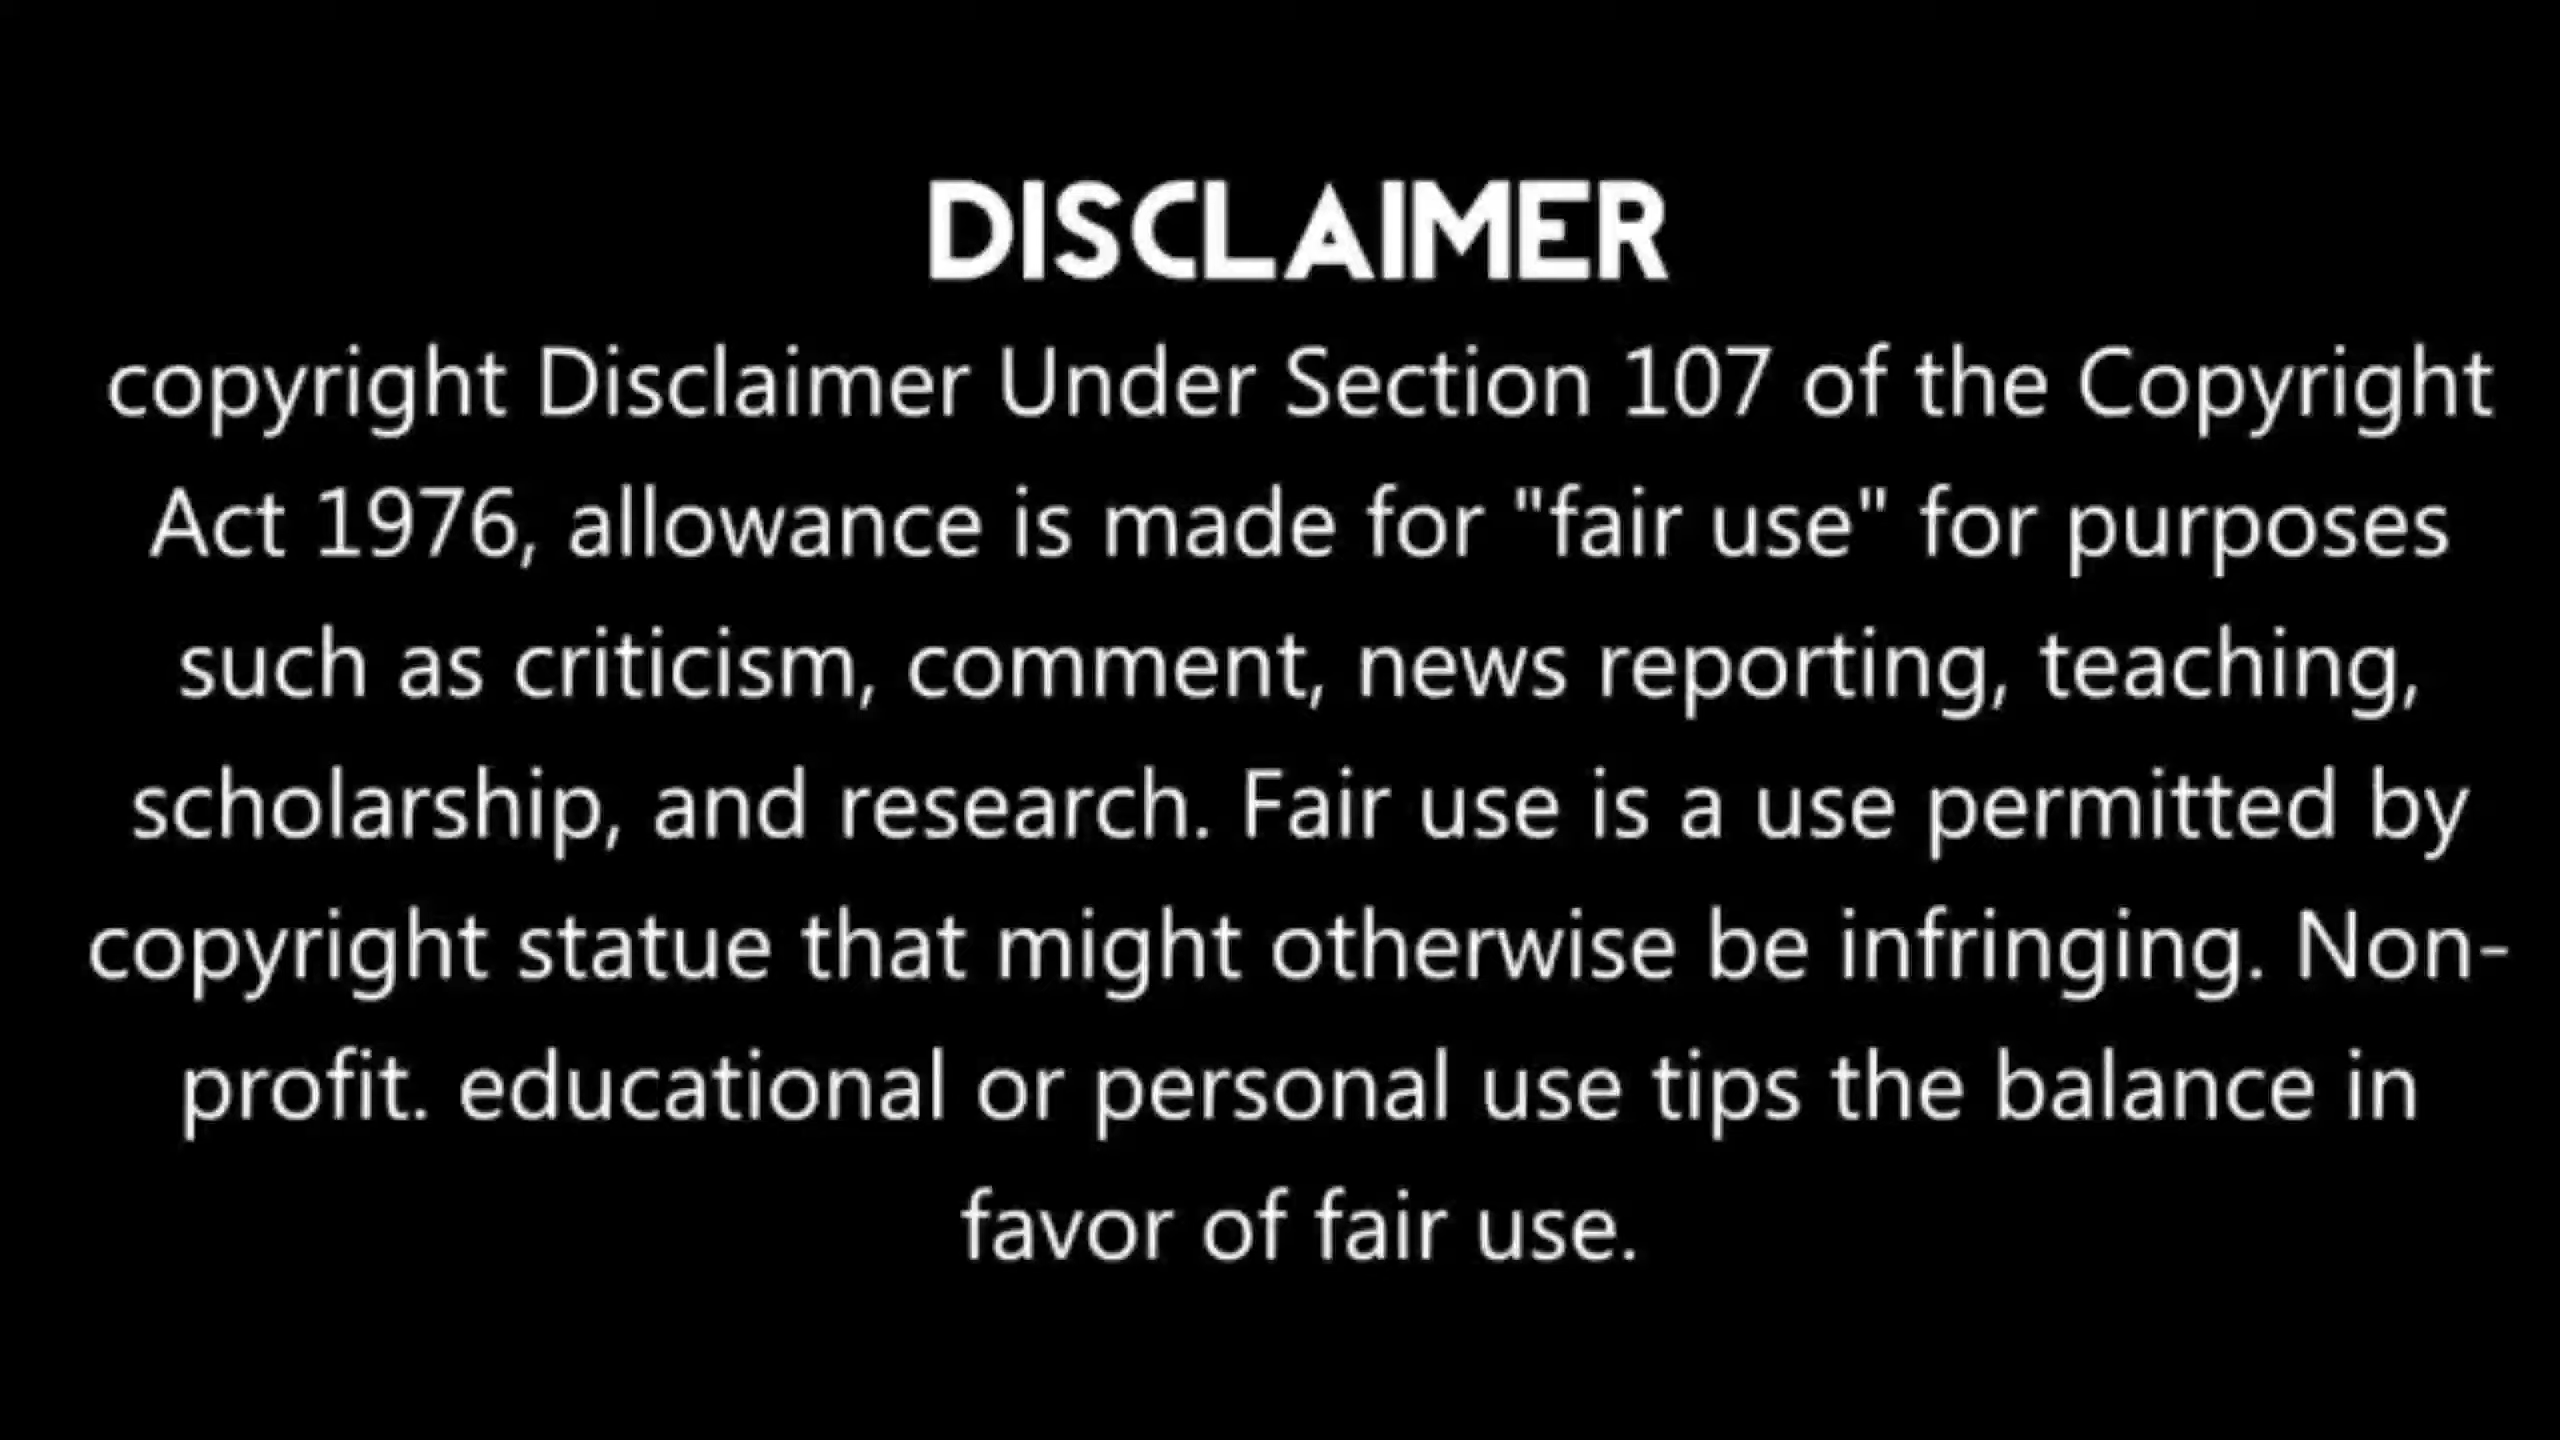 DISCLAIMER
copyright Disclaimer Under Section 107 of the Copyright
Act 1976, allowance is made for "fair use" for purposes
such as criticism, comment, news reporting, teaching,
scholarship, and research. Fair use is a use permitted by
copyright statue that might otherwise be infringing. Non-
profit. educational or personal use tips the balance in
favor of fair use.